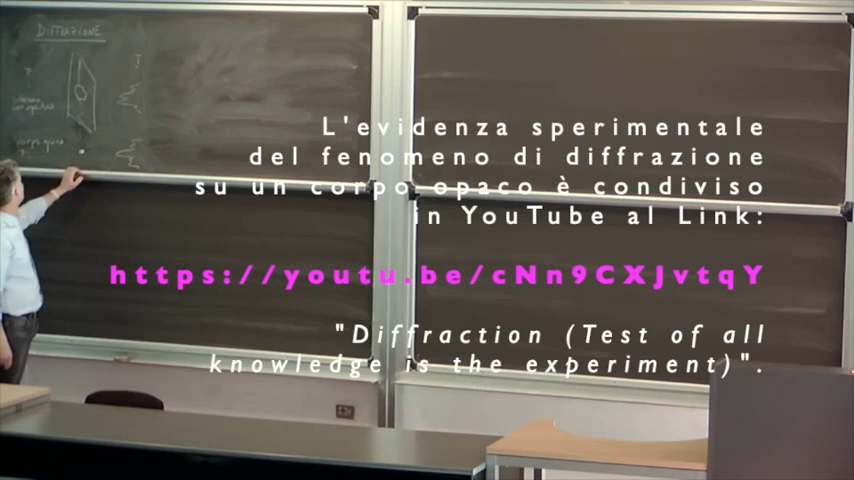 DIFFRAZIONE
L'evidenza sperimentale
del fenomeno di diffrazione
su un corpo opaco è condiviso
in YouTube al Link:
https://youtu.be/cNn9CXJvtqY
"Diffraction (Test of all
knowledge is the experiment)".